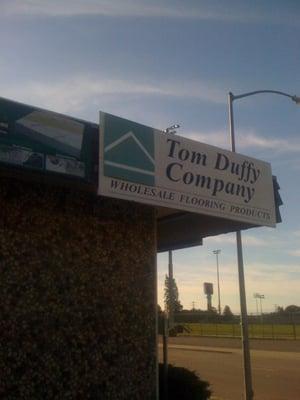 Tom Duffy
Company
WHOLESALE FLOORING PRODUCTS